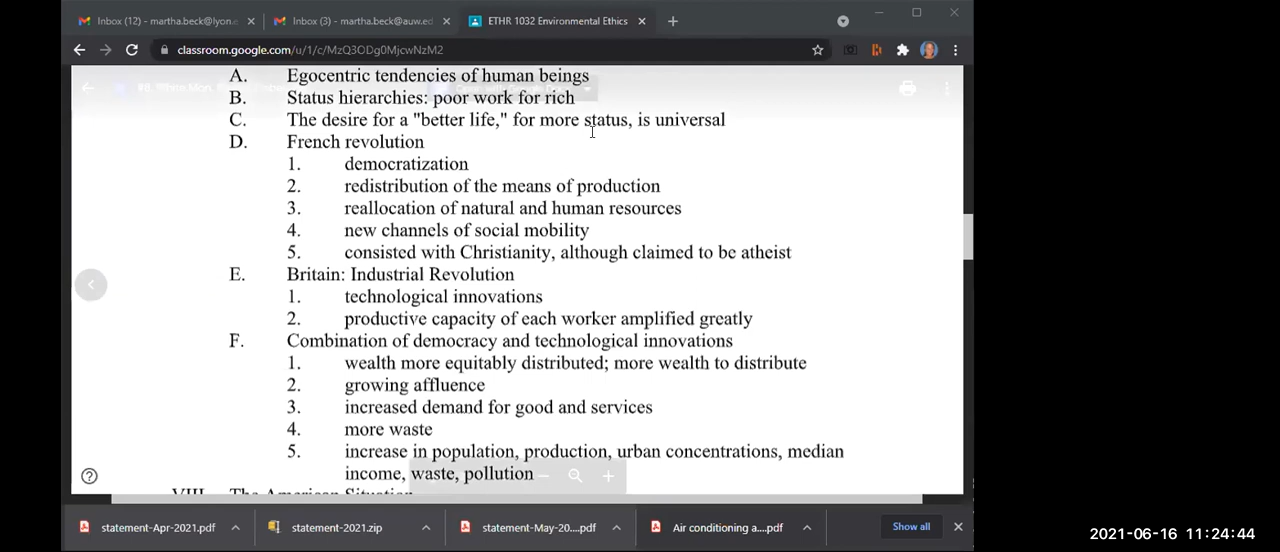 Inbox (12) - martha.beck@lyon.e
Inbox (3) - martha.beck@auw.ed
ETHR 1032 Environmental Ethics
classroom.google.com/u/1/c/MzQ3ODg0MjcwNzM2
A. Egocentric tendencies of human beings
B. Status hierarchies: poor work for rich
C. The desire for a "better life," for more status, is universal
D. French revolution
1. democratization
2. redistribution of the means of production
3. reallocation of natural and human resources
4. new channels of social mobility
5. consisted with Christianity, although claimed to be atheist
E. Britain: Industrial Revolution
1. technological innovations
2. productive capacity of each worker amplified greatly
F. Combination of democracy and technological innovations
1. wealth more equitably distributed; more wealth to distribute
2. growing affluence
3. increased demand for good and services
4. more waste
5. increase in population, production, urban concentrations, median
income, waste, pollution
VIII. The American Situation
statement-Apr-2021.pdf
statement-2021.zip
statement-May-20....pdf
Air conditioning a....pdf
Show all
2021-06-16 11:24:44